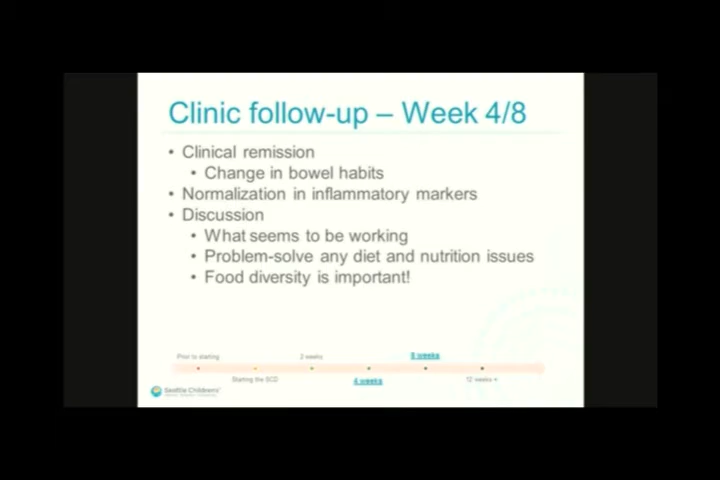 Clinic follow-up – Week 4/8
• Clinical remission
• Change in bowel habits
• Normalization in inflammatory markers
• Discussion
• What seems to be working
• Problem-solve any diet and nutrition issues
• Food diversity is important!
Prior to starting
2 weeks
8 weeks
Starting the SCD
4 weeks
12 weeks +
Seattle Children's